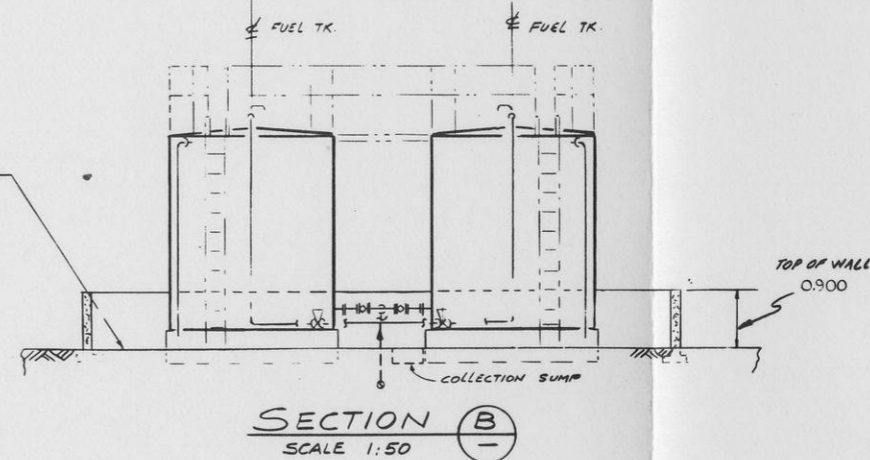 ℄ FUEL TK.
℄ FUEL TK.
TOP OF WALL
0.900
COLLECTION SUMP
SECTION B
SCALE 1:50